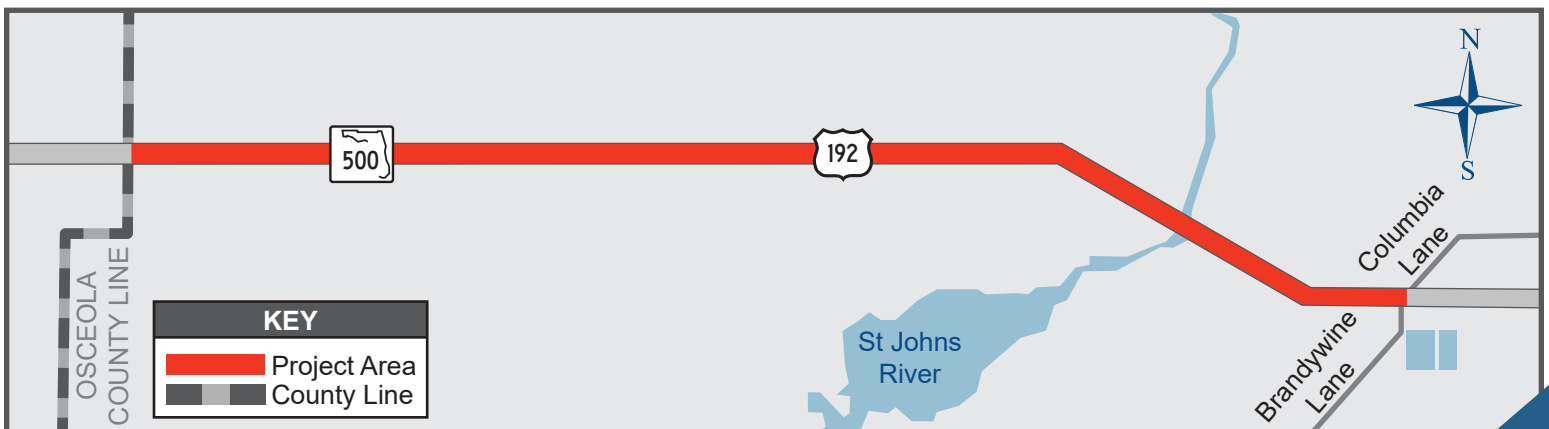 N
500
192
S
Columbia
Lane
OSCEOLA
COUNTY LINE
KEY
Project Area
County Line
St Johns
River
Brandywine
Lane